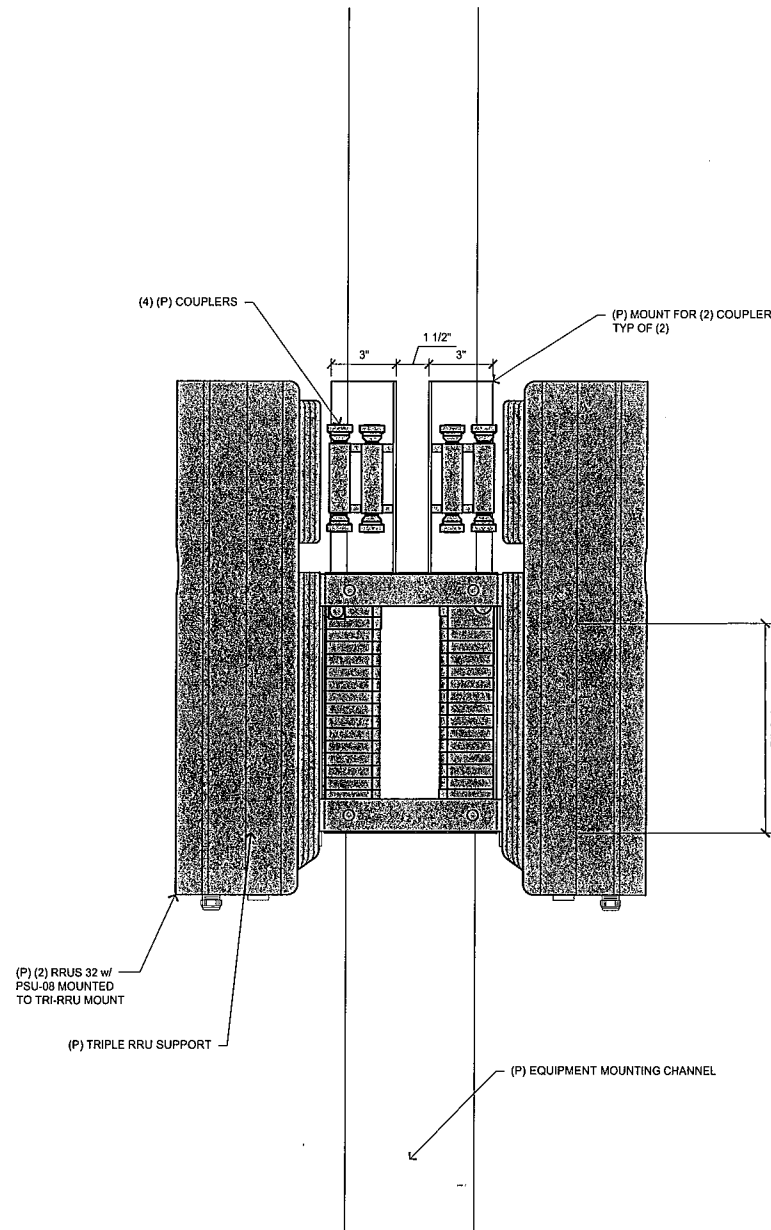 (4) (P) COUPLERS
(P) MOUNT FOR (2) COUPLER
TYP OF (2)
1 1/2"
3"
3"
(P) (2) RRUS 32 w/
PSU-08 MOUNTED
TO TRI-RRU MOUNT
(P) TRIPLE RRU SUPPORT
(P) EQUIPMENT MOUNTING CHANNEL